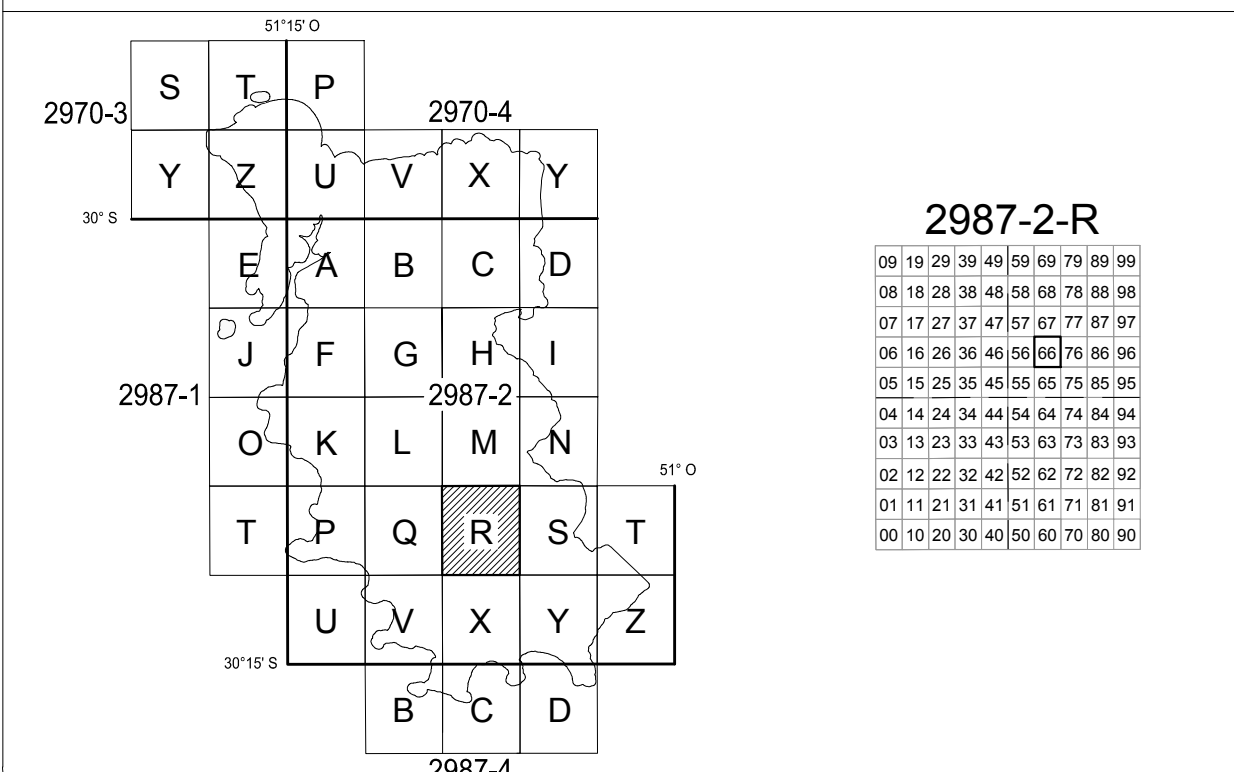 51°15' O
S T P
2970-3 2970-4
Y Z U V X Y
30° S
E A B C D
J F G H I
2987-1 2987-2
O K L M N
51° O
T P Q R S T
U V X Y Z
30°15' S
B C D
2987-4
2987-2-R
09 19 29 39 49 59 69 79 89 99
08 18 28 38 48 58 68 78 88 98
07 17 27 37 47 57 67 77 87 97
06 16 26 36 46 56 66 76 86 96
05 15 25 35 45 55 65 75 85 95
04 14 24 34 44 54 64 74 84 94
03 13 23 33 43 53 63 73 83 93
02 12 22 32 42 52 62 72 82 92
01 11 21 31 41 51 61 71 81 91
00 10 20 30 40 50 60 70 80 90